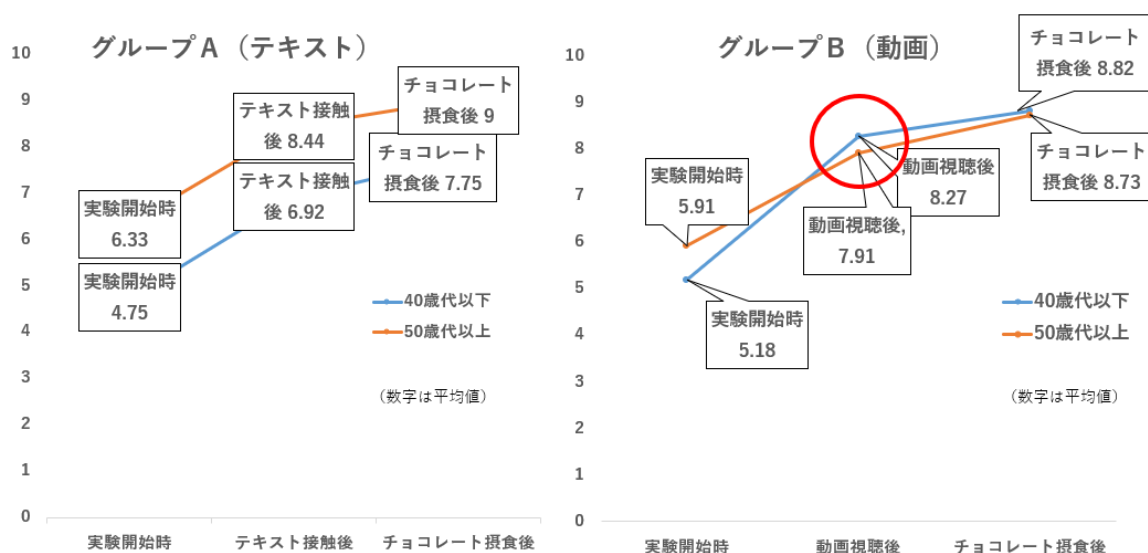 グループA（テキスト）
10
9
8
7
6
5
4
3
2
1
0
チョコレート
摂食後 9
テキスト接触
後 8.44
チョコレート
摂食後 7.75
テキスト接触
後 6.92
実験開始時
6.33
実験開始時
4.75
40歳代以下
50歳代以上
（数字は平均値）
実験開始時
テキスト接触後
チョコレート摂食後
グループB（動画）
10
9
8
7
6
5
4
3
2
1
0
チョコレート
摂食後 8.82
動画視聴後
8.27
チョコレート
摂食後 8.73
実験開始時
5.91
動画視聴後,
7.91
実験開始時
5.18
40歳代以下
50歳代以上
（数字は平均値）
実験開始時
動画視聴後
チョコレート摂食後